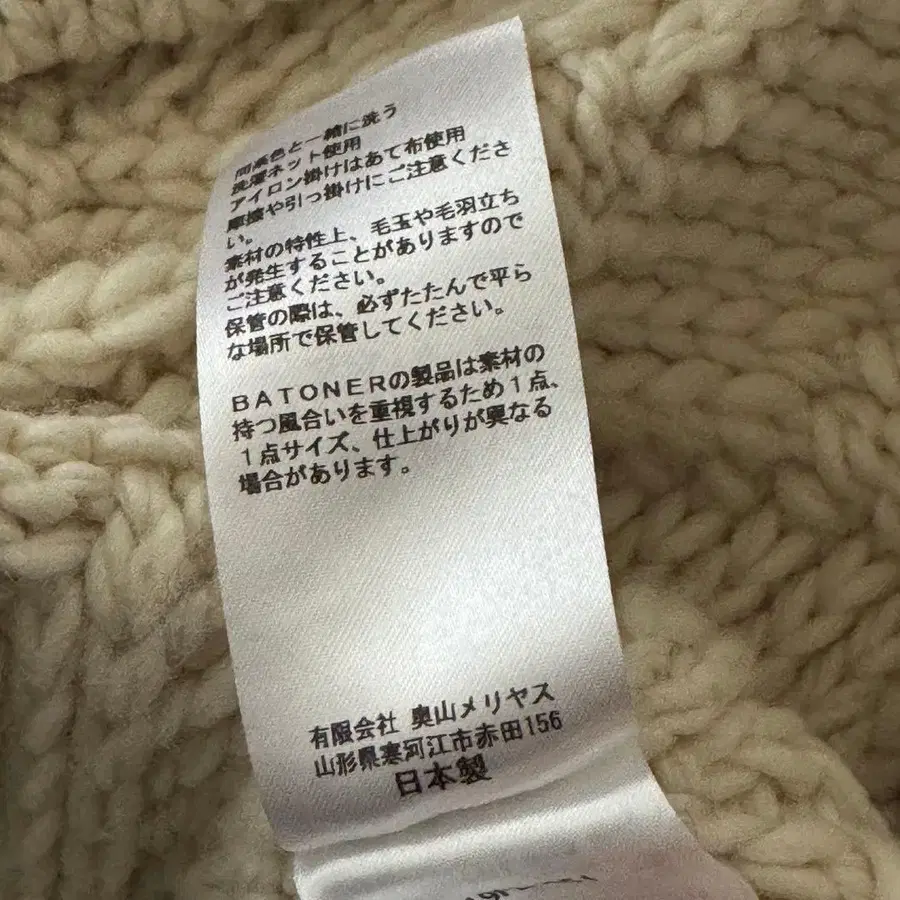 同系色と一緒に洗う
洗濯ネット使用
アイロン掛けはあて布使用
摩擦や引っ掛けにご注意くださ
い。
素材の特性上、毛玉や毛羽立ち
が発生することがありますので
ご注意ください。
保管の際は、必ずたたんで平ら
な場所で保管してください。
BATONERの製品は素材の
持つ風合いを重視するため1点、
1点サイズ、仕上がりが異なる
場合があります。
有限会社 奥山メリヤス
山形県寒河江市赤田156
日本製